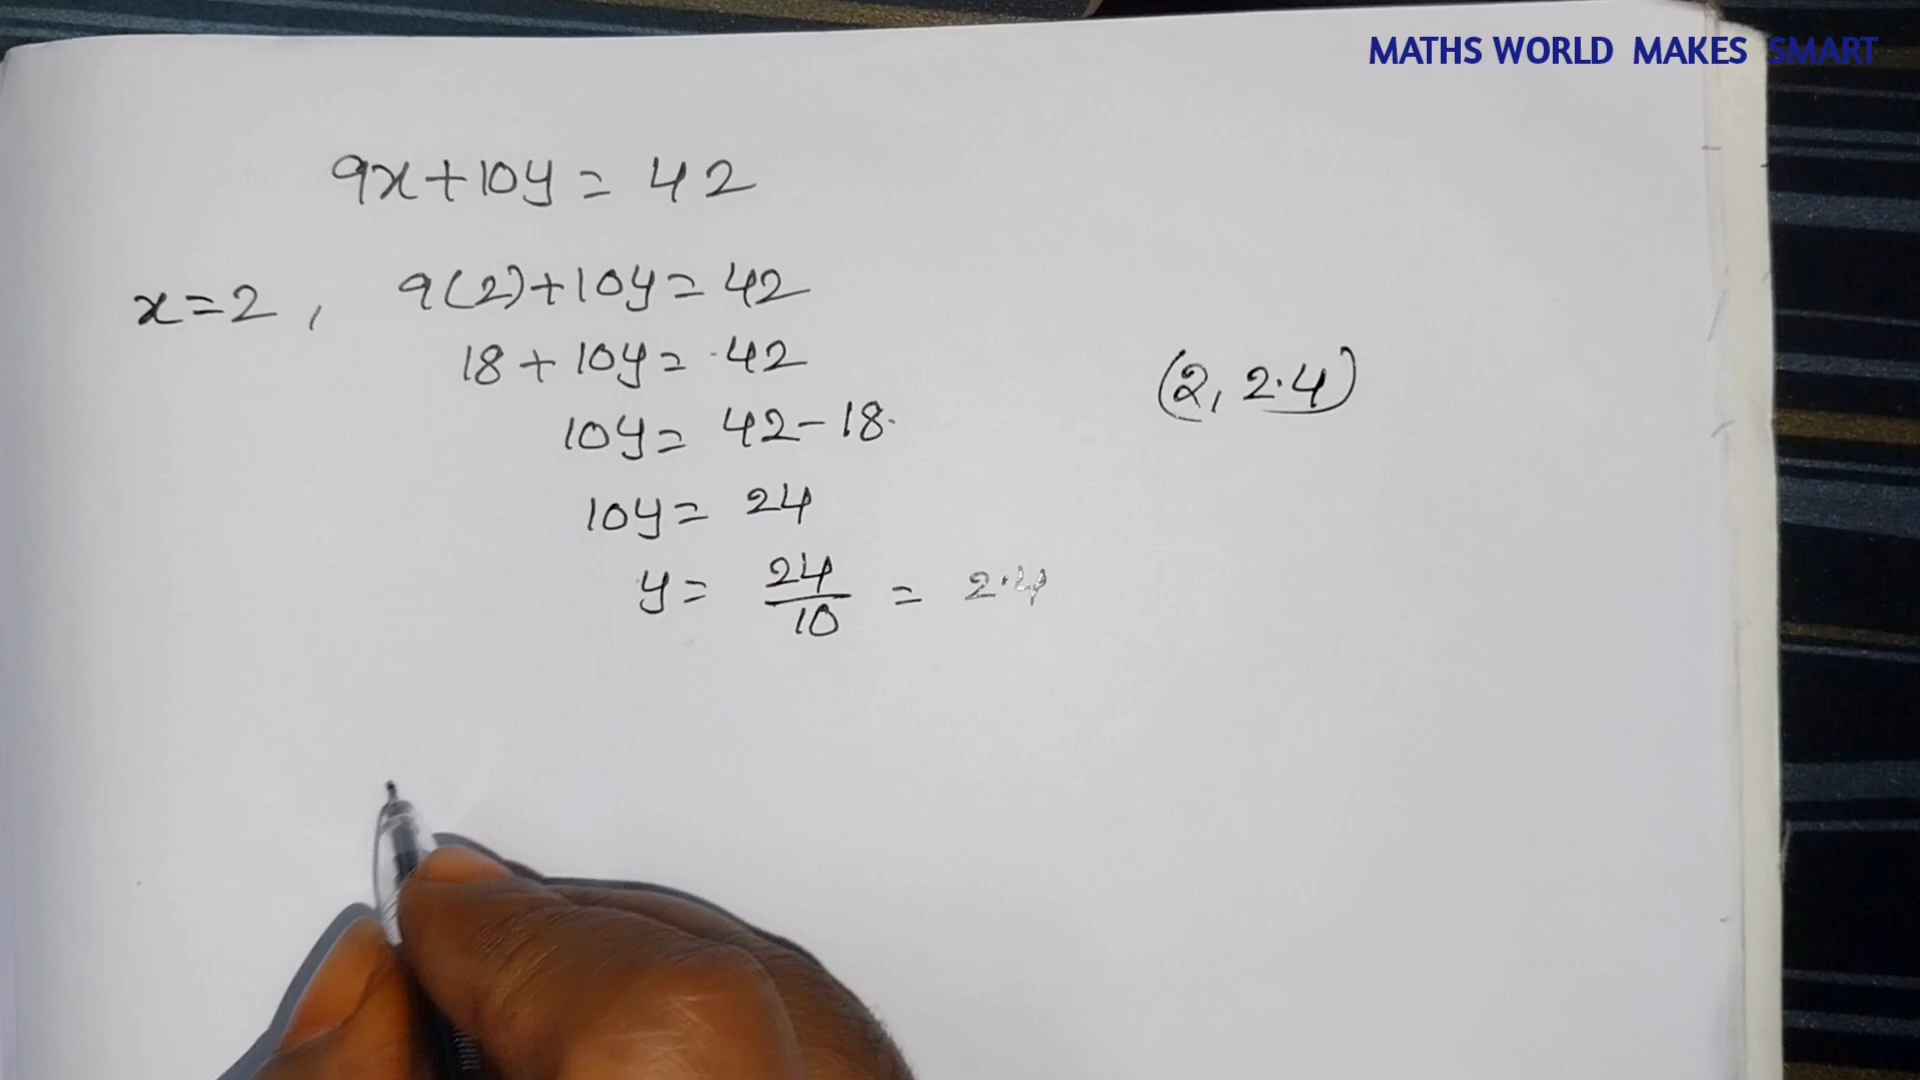 MATHS WORLD MAKES SMART
9x+10y = 42
x=2, 9(2)+10y = 42
18 + 10y = 42
(2, 2.4)
10y = 42-18
10y = 24
y = 24/10 = 2.4